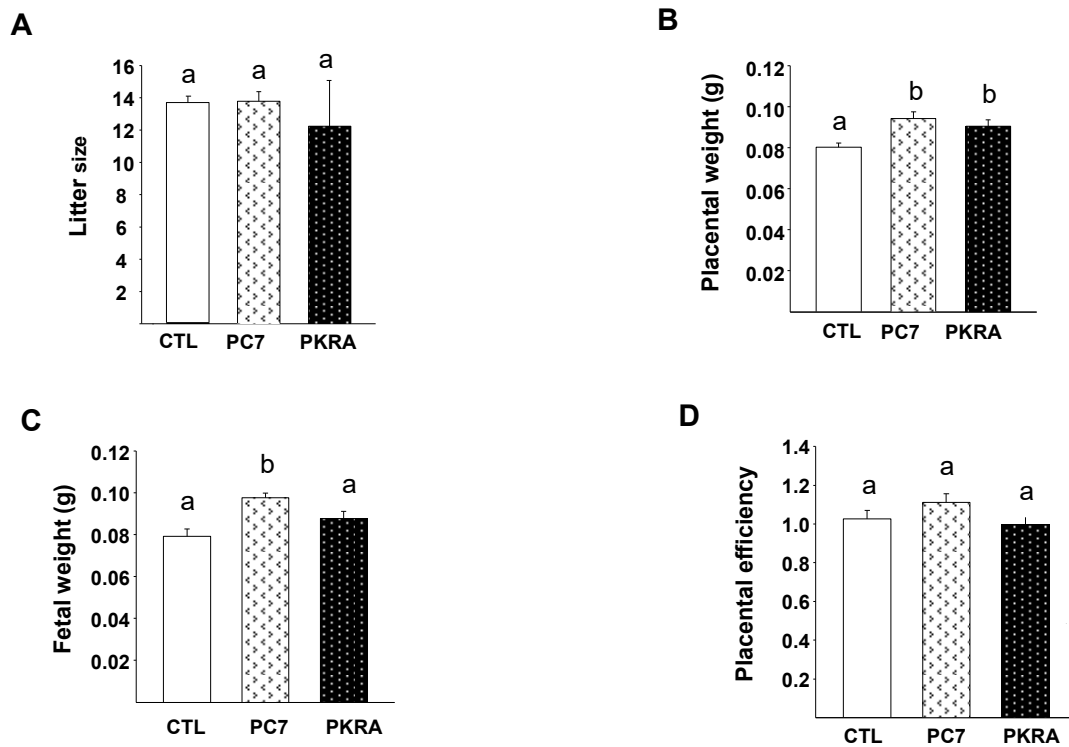 A
Litter size
16
14
12
10
8
6
4
2
a a a
CTL PC7 PKRA
B
Placental weight (g)
0.12
0.10
0.08
0.06
0.04
0.02
a b b
CTL PC7 PKRA
C
Fetal weight (g)
0.12
0.10
0.08
0.06
0.04
0.02
a b a
CTL PC7 PKRA
D
Placental efficiency
1.4
1.2
1.0
0.8
0.6
0.4
0.2
a a a
CTL PC7 PKRA